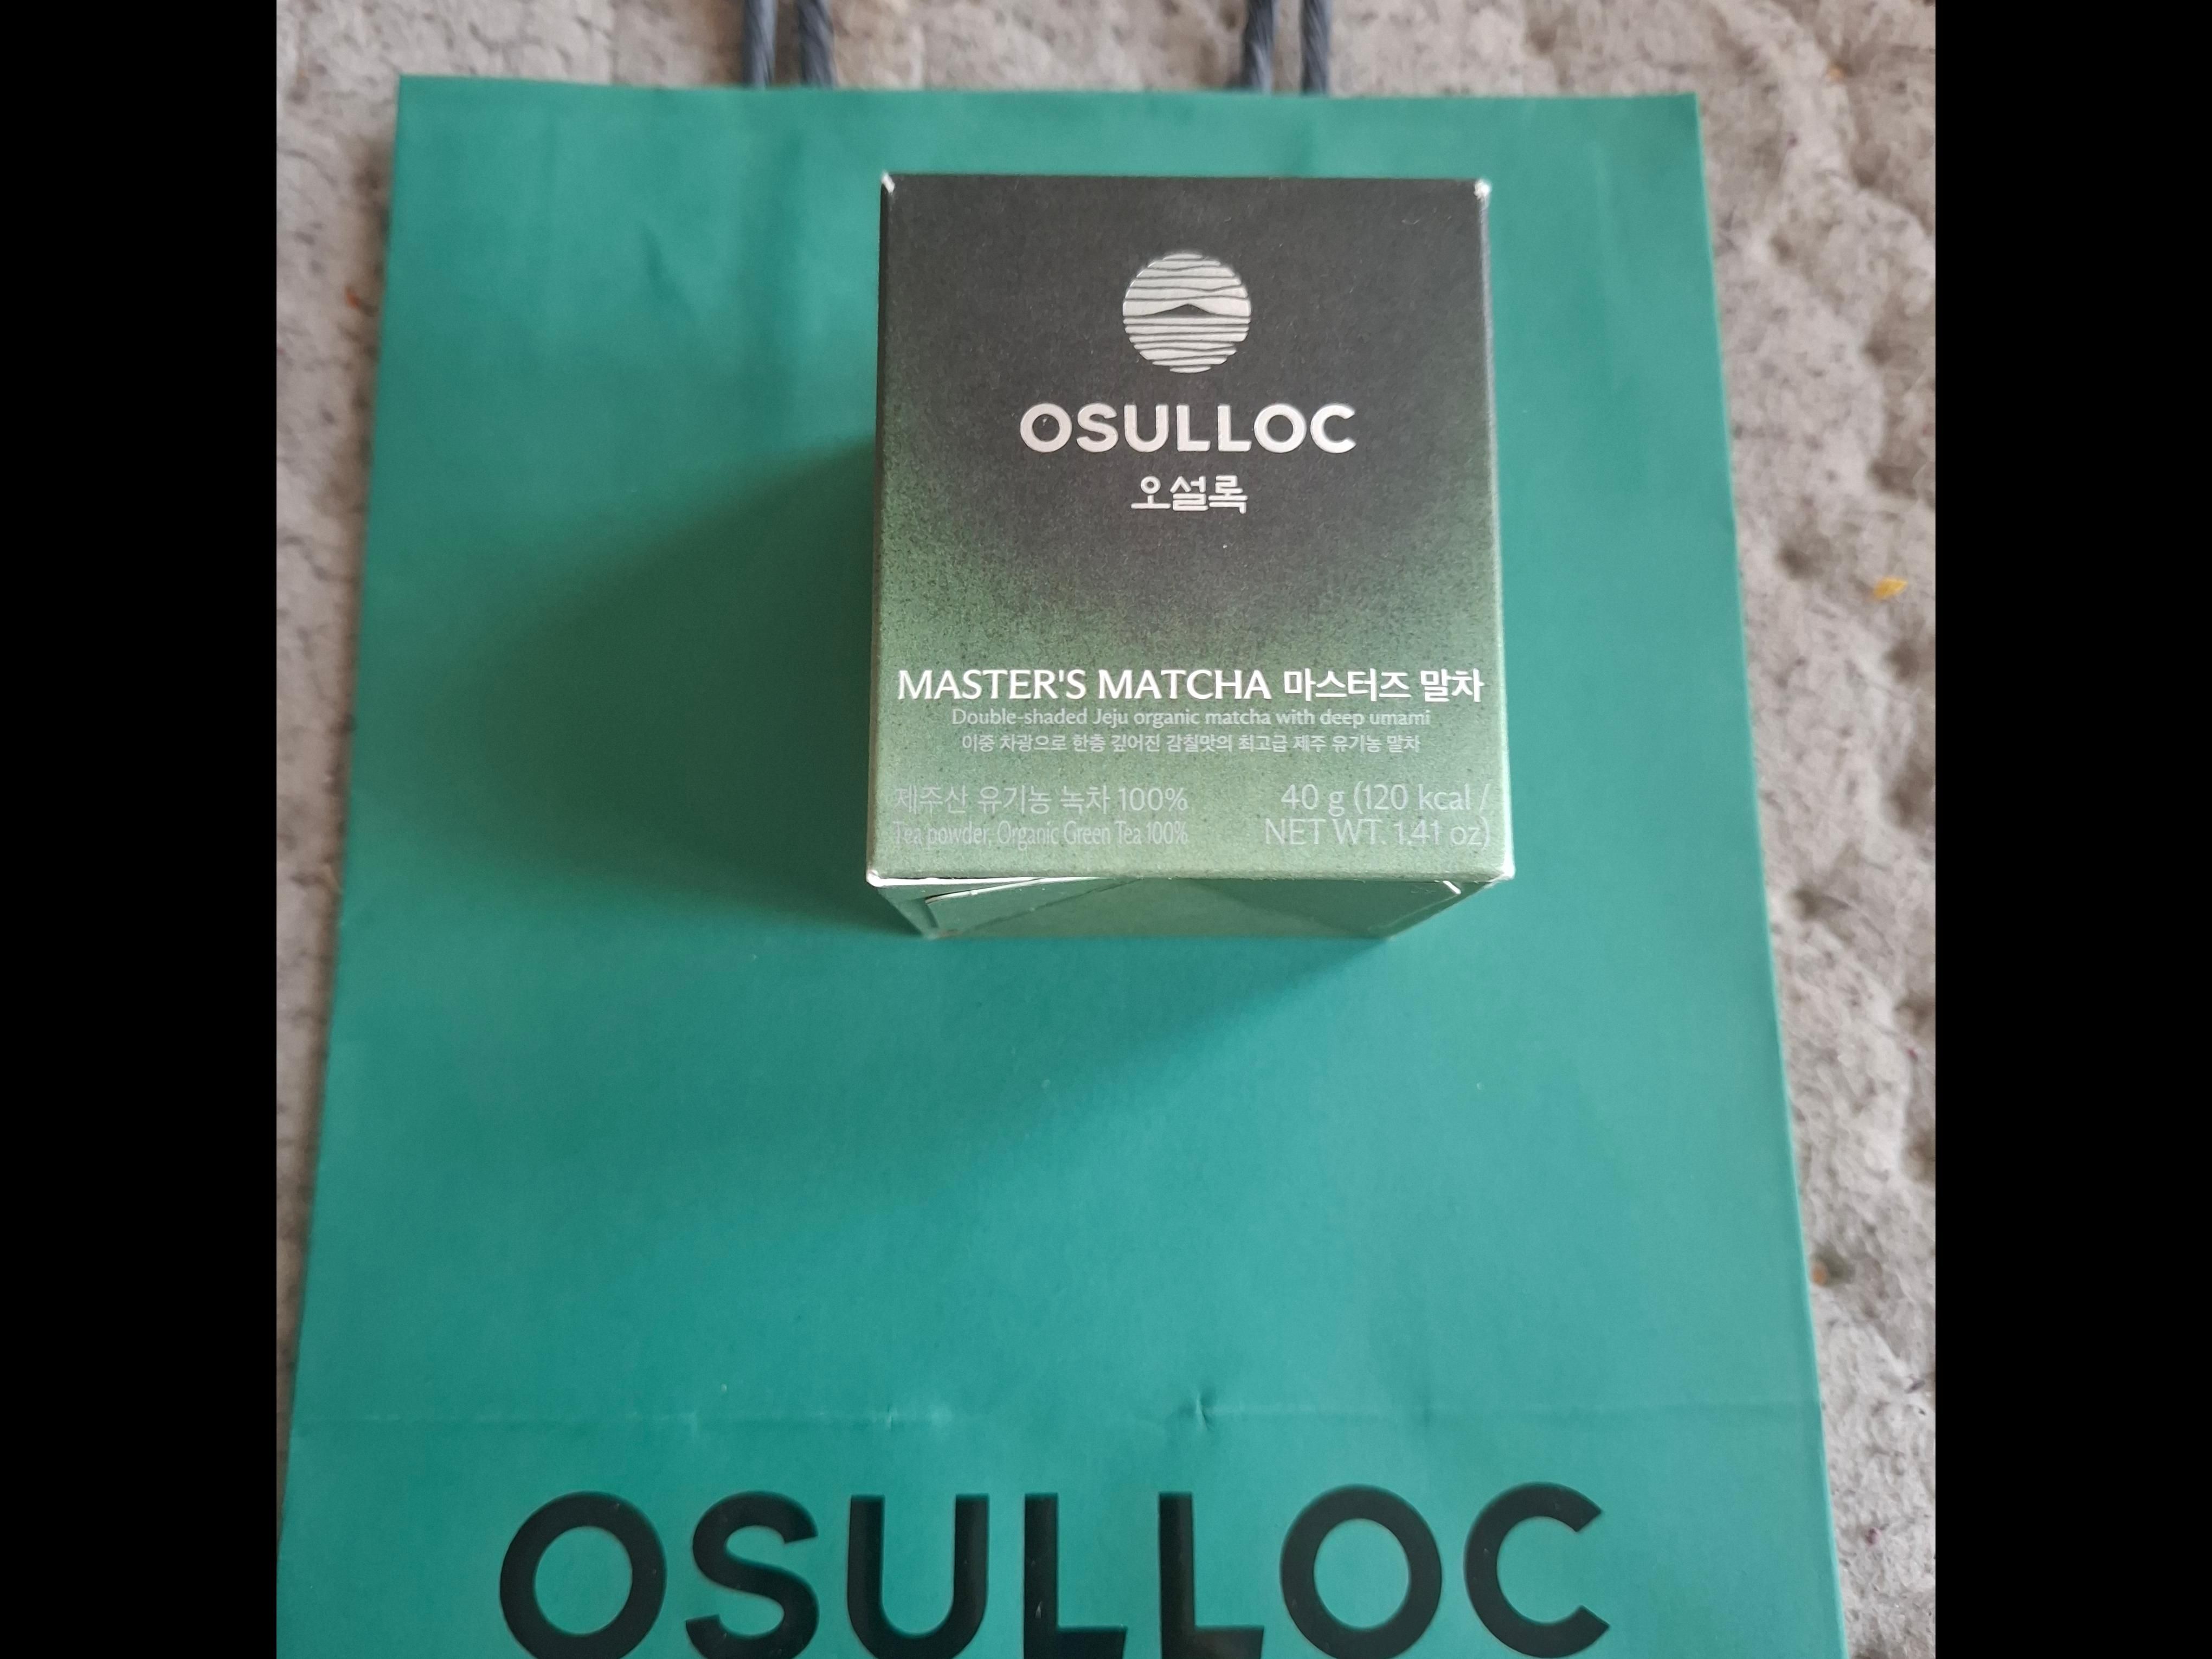 OSULLOC
오설록
MASTER'S MATCHA 마스터즈 말차
Double-shaded Jeju organic matcha with deep umami
이중 차광으로 한층 깊어진 감칠맛의 최고급 제주 유기농 말차
제주산 유기농 녹차 100%
Tea powder, Organic Green Tea 100%
40 g (120 kcal /
NET WT. 1.41 oz)
OSULLOC